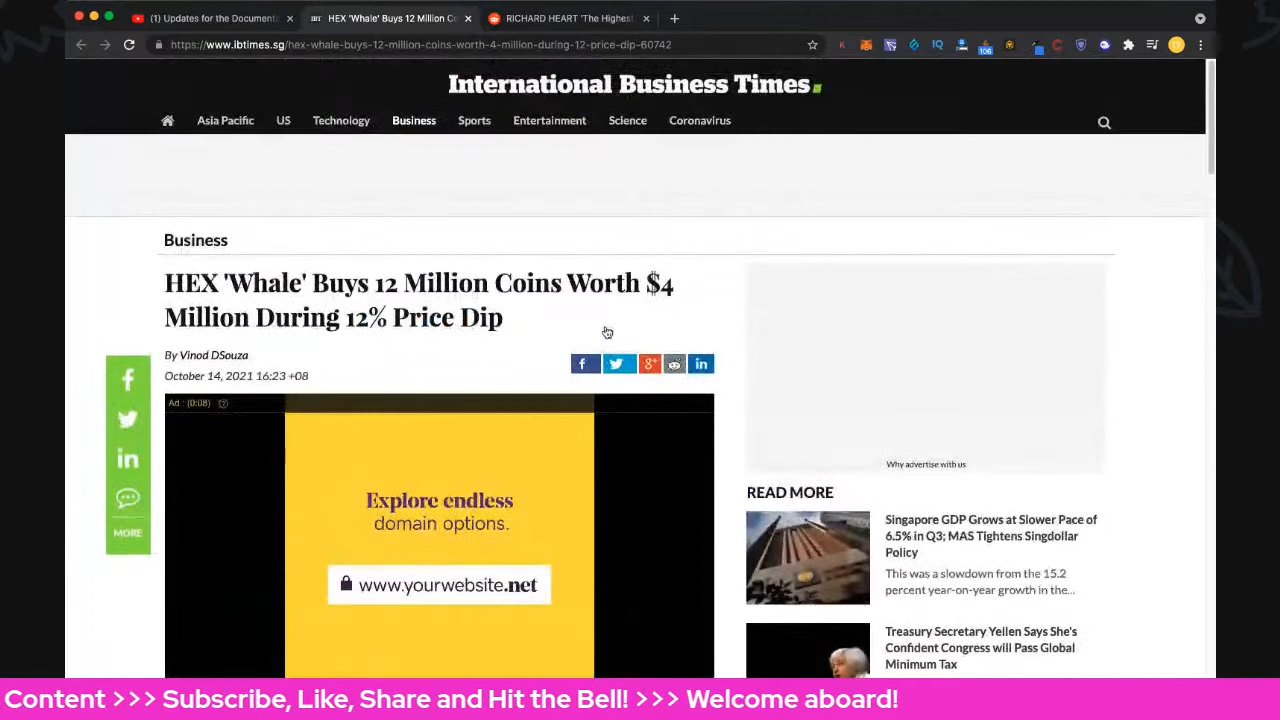 (1) Updates for the Documenta
IBT HEX 'Whale' Buys 12 Million Co
RICHARD HEART 'The Highest
https://www.ibtimes.sg/hex-whale-buys-12-million-coins-worth-4-million-during-12-price-dip-60742
K
IQ
106
International Business Times
Asia Pacific US Technology Business Sports Entertainment Science Coronavirus
Business
HEX 'Whale' Buys 12 Million Coins Worth $4
Million During 12% Price Dip
By Vinod DSouza
October 14, 2021 16:23 +08
f
g+
in
f
in
MORE
Ad : (0:08)
Explore endless
domain options.
www.yourwebsite.net
Why advertise with us
READ MORE
Singapore GDP Grows at Slower Pace of
6.5% in Q3; MAS Tightens Singdollar
Policy
This was a slowdown from the 15.2
percent year-on-year growth in the...
Treasury Secretary Yellen Says She's
Confident Congress will Pass Global
Minimum Tax
Content >>> Subscribe, Like, Share and Hit the Bell! >>> Welcome aboard!